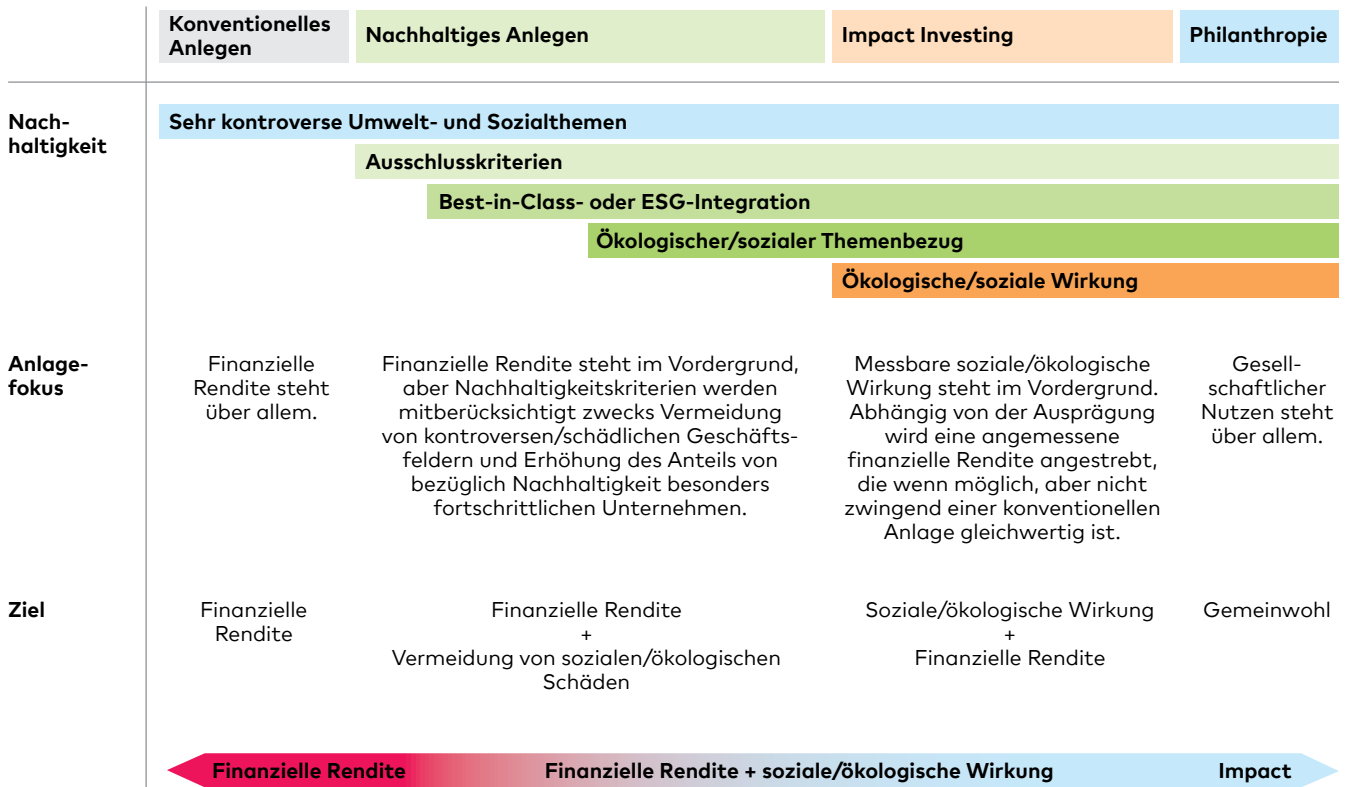 Konventionelles
Anlegen
Nachhaltiges Anlegen
Impact Investing
Philanthropie
Nach-
haltigkeit
Sehr kontroverse Umwelt- und Sozialthemen
Ausschlusskriterien
Best-in-Class- oder ESG-Integration
Ökologischer/sozialer Themenbezug
Ökologische/soziale Wirkung
Anlage-
fokus
Finanzielle
Rendite steht
über allem.
Finanzielle Rendite steht im Vordergrund,
aber Nachhaltigkeitskriterien werden
mitberücksichtigt zwecks Vermeidung
von kontroversen/schädlichen Geschäfts-
feldern und Erhöhung des Anteils von
bezüglich Nachhaltigkeit besonders
fortschrittlichen Unternehmen.
Messbare soziale/ökologische
Wirkung steht im Vordergrund.
Abhängig von der Ausprägung
wird eine angemessene
finanzielle Rendite angestrebt,
die wenn möglich, aber nicht
zwingend einer konventionellen
Anlage gleichwertig ist.
Gesell-
schaftlicher
Nutzen steht
über allem.
Ziel
Finanzielle
Rendite
Finanzielle Rendite
+
Vermeidung von sozialen/ökologischen
Schäden
Soziale/ökologische Wirkung
+
Finanzielle Rendite
Gemeinwohl
Finanzielle Rendite
Finanzielle Rendite + soziale/ökologische Wirkung
Impact